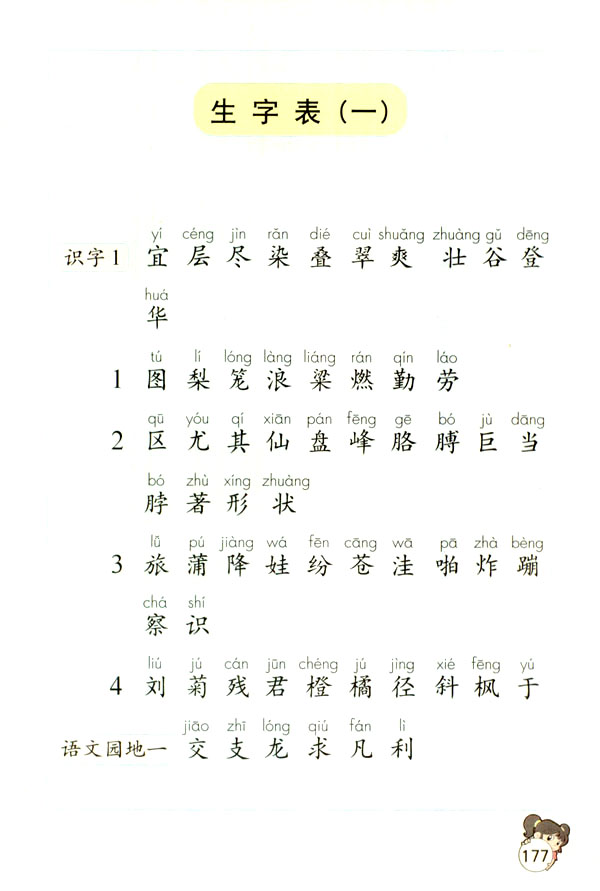 生字表（一）
yí céng jìn rǎn dié cuì shuǎng zhuàng gǔ dēng
识字1 宜 层 尽 染 叠 翠 爽 壮 谷 登
huá
华
tú lí lóng làng liáng rán qín láo
1 图 梨 笼 浪 粱 燃 勤 劳
qū yóu qí xiān pán fēng gē bó jù dāng
2 区 尤 其 仙 盘 峰 胳 膊 巨 当
bó zhù xíng zhuàng
脖 著 形 状
lǚ pú jiàng wá fēn cāng wā pā zhà bèng
3 旅 蒲 降 娃 纷 苍 洼 啪 炸 蹦
chá shí
察 识
liú jú cán jūn chéng jú jìng xié fēng yú
4 刘 菊 残 君 橙 橘 径 斜 枫 于
jiāo zhī lóng qiú fán lì
语文园地一 交 支 龙 求 凡 利
177